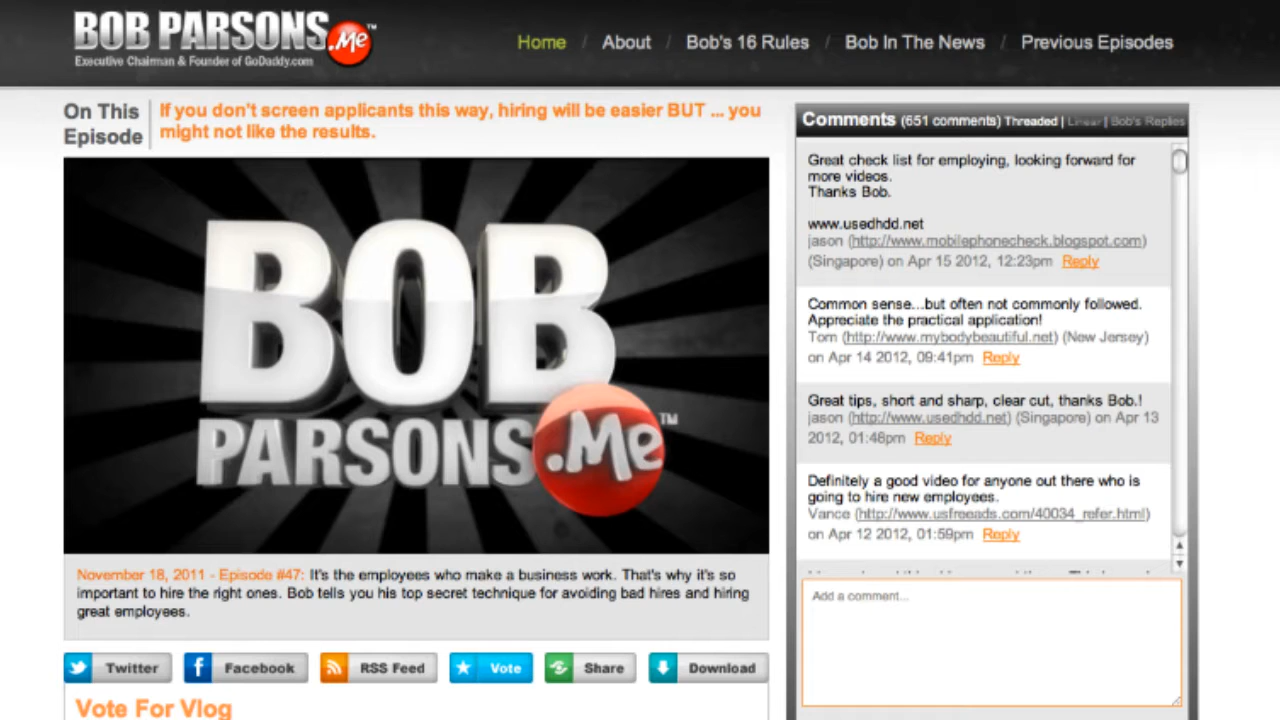 BOB PARSONS.Me™
Executive Chairman & Founder of GoDaddy.com
Home / About / Bob's 16 Rules / Bob In The News / Previous Episodes
On This
Episode
If you don't screen applicants this way, hiring will be easier BUT ... you
might not like the results.
BOB
PARSONS.Me™
November 18, 2011 - Episode #47: It's the employees who make a business work. That's why it's so
important to hire the right ones. Bob tells you his top secret technique for avoiding bad hires and hiring
great employees.
Twitter
Facebook
RSS Feed
Vote
Share
Download
Vote For Vlog
Comments (651 comments) Threaded | Linear | Bob's Replies
Great check list for employing, looking forward for
more videos.
Thanks Bob.
www.usedhdd.net
jason (http://www.mobilephonecheck.blogspot.com)
(Singapore) on Apr 15 2012, 12:23pm Reply
Common sense...but often not commonly followed.
Appreciate the practical application!
Tom (http://www.mybodybeautiful.net) (New Jersey)
on Apr 14 2012, 09:41pm Reply
Great tips, short and sharp, clear cut, thanks Bob.!
jason (http://www.usedhdd.net) (Singapore) on Apr 13
2012, 01:48pm Reply
Definitely a good video for anyone out there who is
going to hire new employees.
Vance (http://www.usfreeads.com/40034_refer.html)
on Apr 12 2012, 01:59pm Reply
Add a comment...